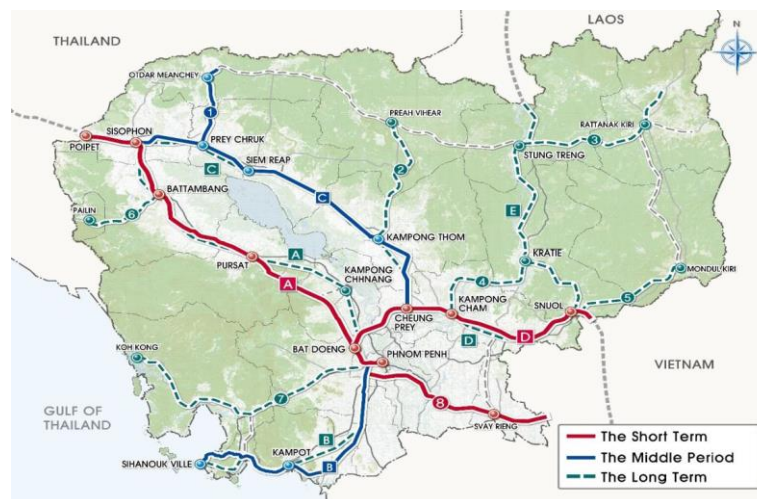 LAOS
N
THAILAND
OTDAR MEANCHEY
1
PREAH VIHEAR
RATTANAK KIRI
3
SISOPHON
PREY CHRUK
STUNG TRENG
POIPET
SIEM REAP
2
C
BATTAMBANG
C
E
PAILIN
6
KAMPONG THOM
A
KRATIE
PURSAT
KAMPONG
CHHNANG
4
MONDUL KIRI
A
CHEUNG
PREY
KAMPONG
CHAM
SNUOL
5
D
D
BAT DOENG
PHNOM PENH
KOH KONG
VIETNAM
7
8
GULF OF
THAILAND
SVAY RIENG
B
KAMPOT
B
SIHANOUK VILLE
The Short Term
The Middle Period
The Long Term